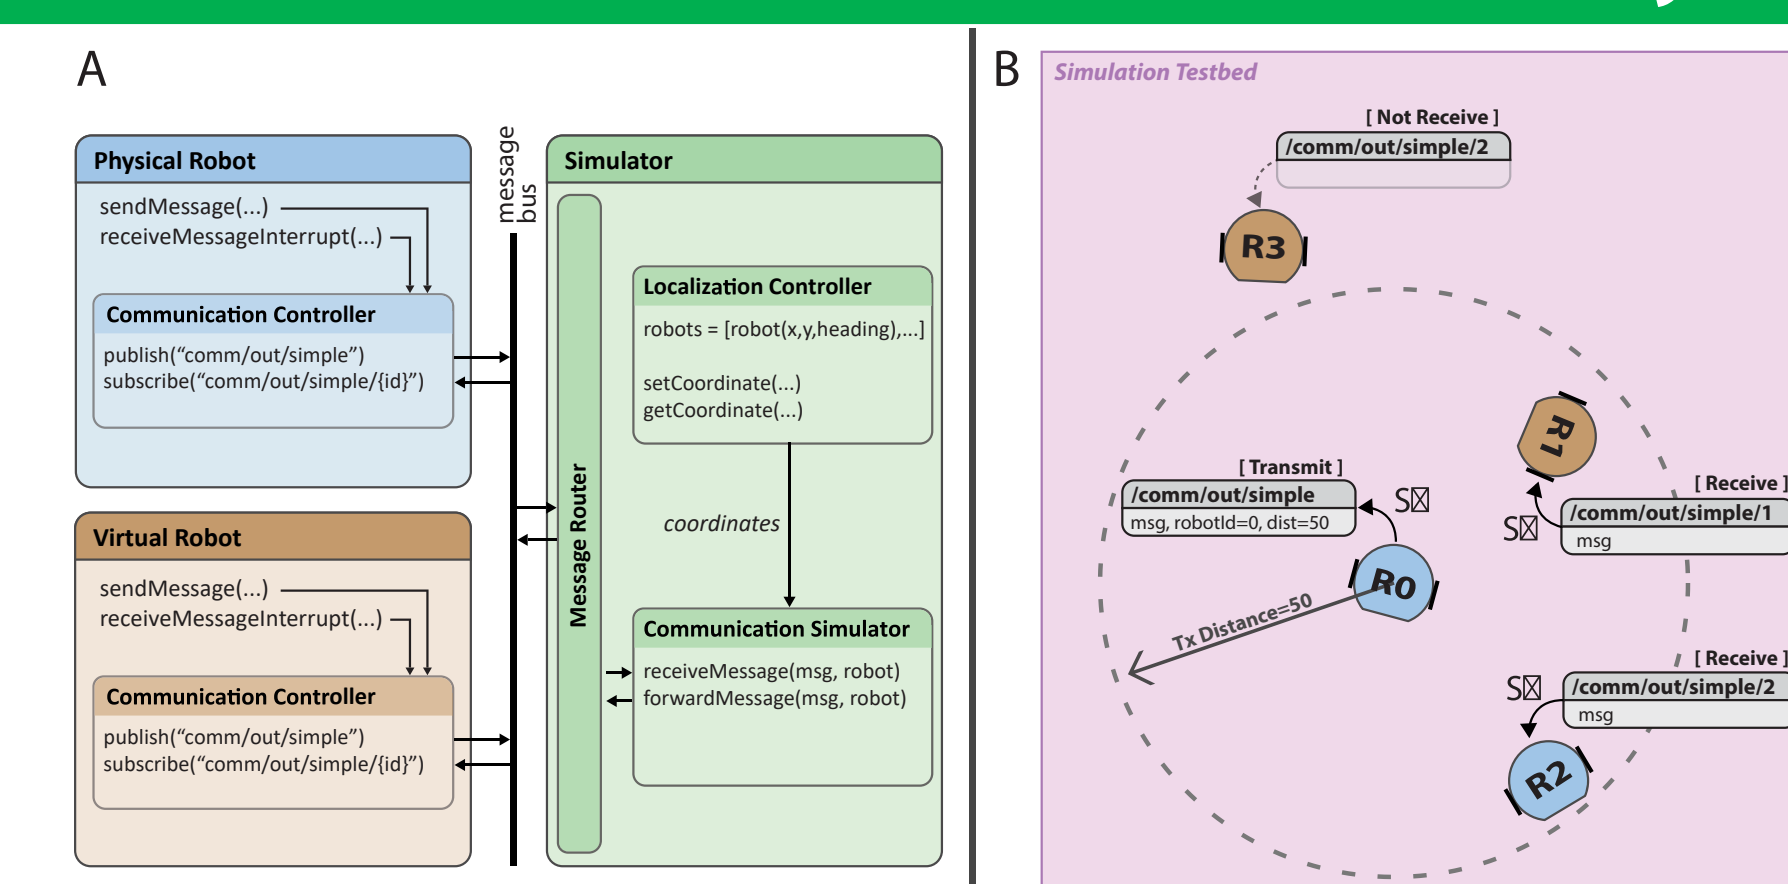 A
Physical Robot
sendMessage(...)
receiveMessageInterrupt(...)
Communication Controller
publish(“comm/out/simple”)
subscribe(“comm/out/simple/{id}”)
Virtual Robot
sendMessage(...)
receiveMessageInterrupt(...)
Communication Controller
publish(“comm/out/simple”)
subscribe(“comm/out/simple/{id}”)
message
bus
Simulator
Message Router
Localization Controller
robots = [robot(x,y,heading),...]
setCoordinate(...)
getCoordinate(...)
coordinates
Communication Simulator
receiveMessage(msg, robot)
forwardMessage(msg, robot)
B
Simulation Testbed
[ Not Receive ]
/comm/out/simple/2
R3
R1
[ Transmit ]
/comm/out/simple
msg, robotId=0, dist=50
S
[ Receive ]
/comm/out/simple/1
msg
S
R0
Tx Distance=50
[ Receive ]
/comm/out/simple/2
msg
S
R2